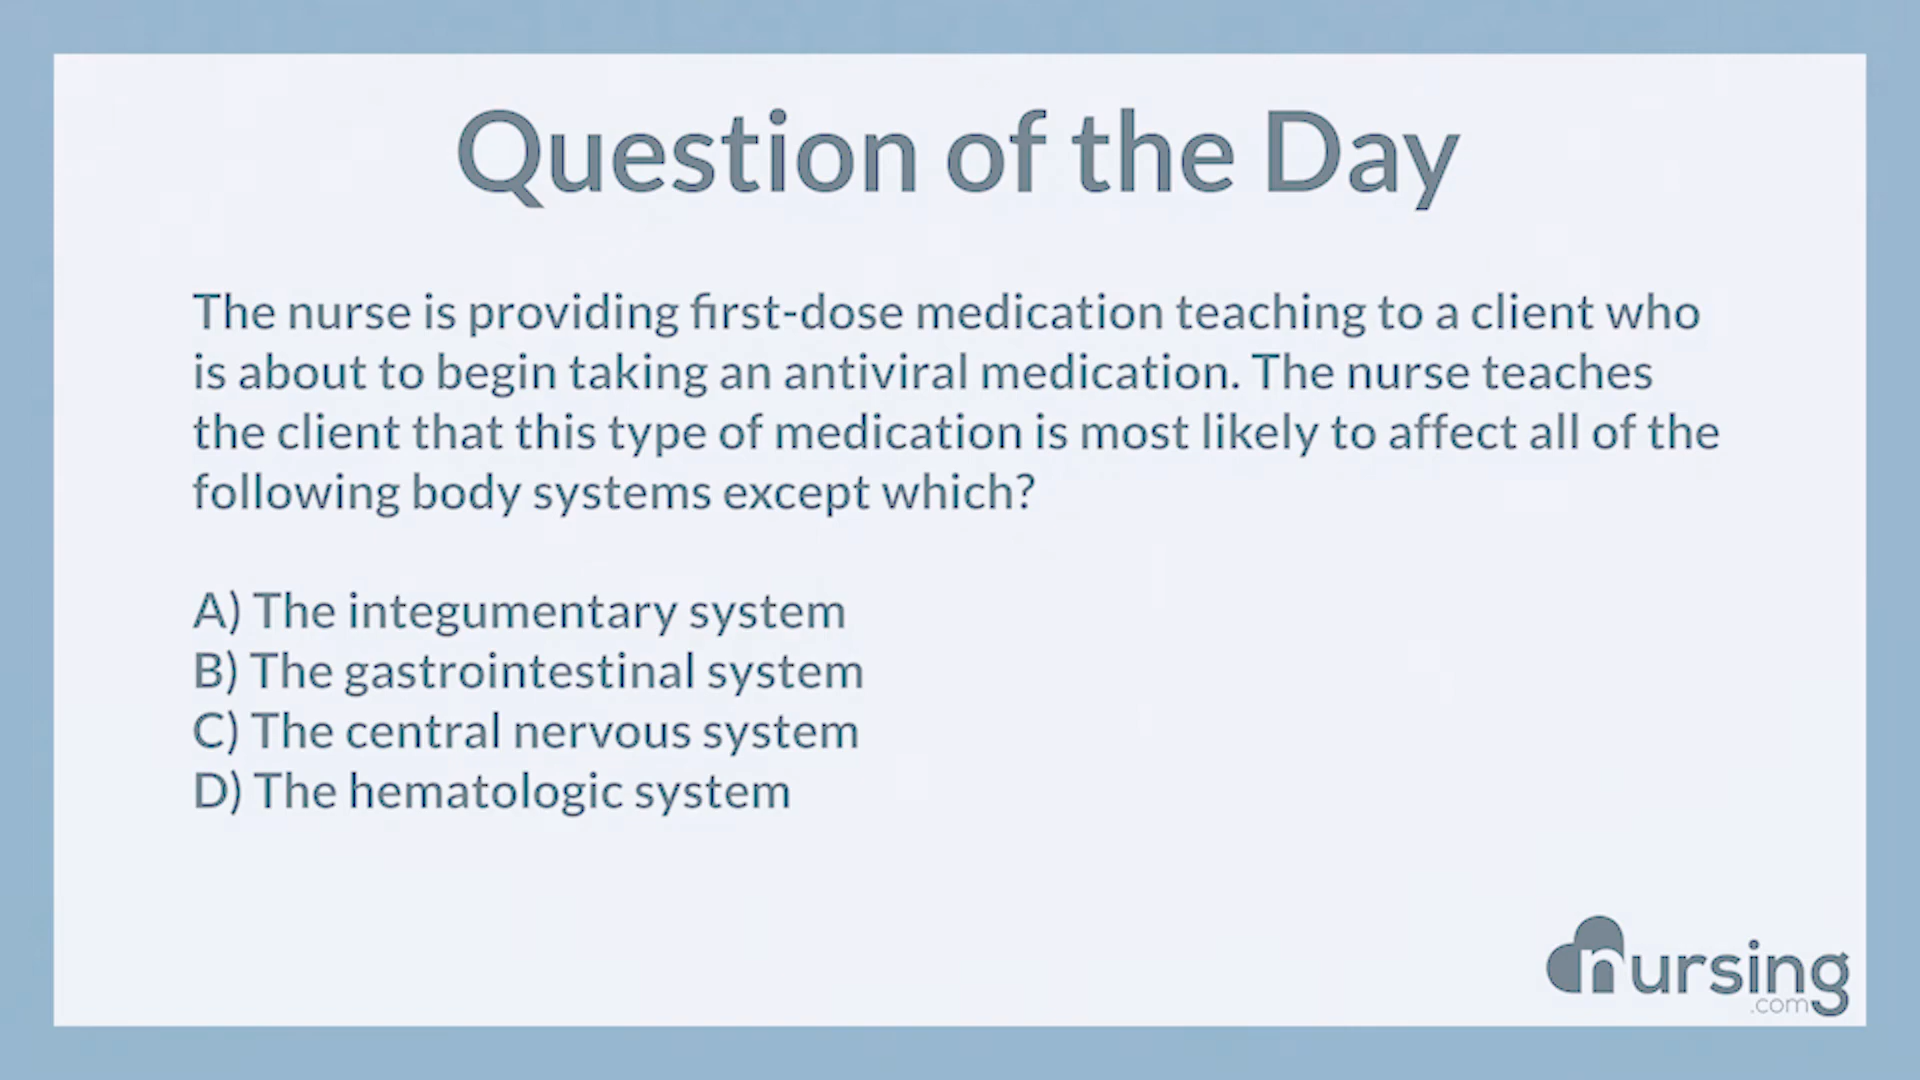 Question of the Day
The nurse is providing first-dose medication teaching to a client who
is about to begin taking an antiviral medication. The nurse teaches
the client that this type of medication is most likely to affect all of the
following body systems except which?
A) The integumentary system
B) The gastrointestinal system
C) The central nervous system
D) The hematologic system
nursing
.com